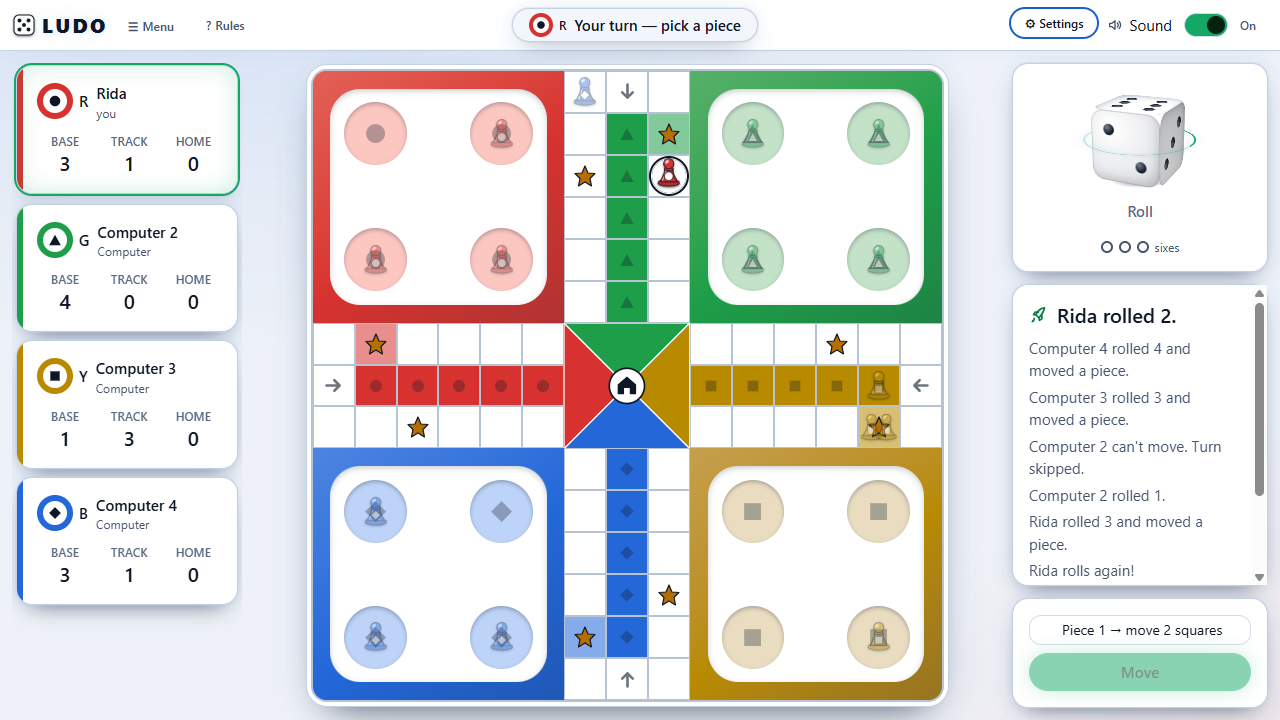 LUDO
☰ Menu
? Rules
R Your turn — pick a piece
⚙ Settings
Sound
On
R Rida
you
BASE TRACK HOME
3 1 0
G Computer 2
Computer
BASE TRACK HOME
4 0 0
Y Computer 3
Computer
BASE TRACK HOME
1 3 0
B Computer 4
Computer
BASE TRACK HOME
3 1 0
Roll
sixes
Rida rolled 2.
Computer 4 rolled 4 and
moved a piece.
Computer 3 rolled 3 and
moved a piece.
Computer 2 can't move. Turn
skipped.
Computer 2 rolled 1.
Rida rolled 3 and moved a
piece.
Rida rolls again!
Piece 1 → move 2 squares
Move